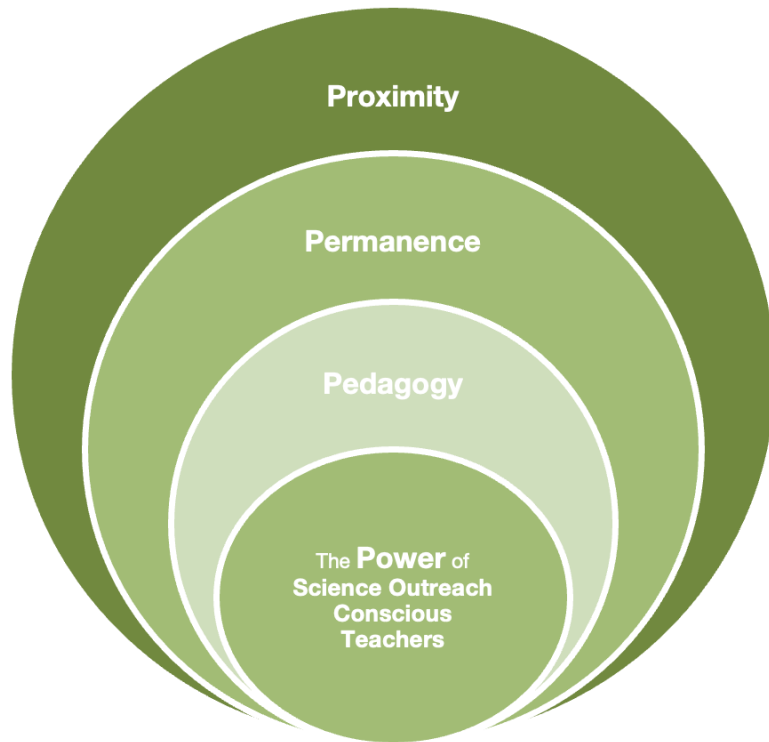 Proximity
Permanence
Pedagogy
The Power of
Science Outreach
Conscious
Teachers